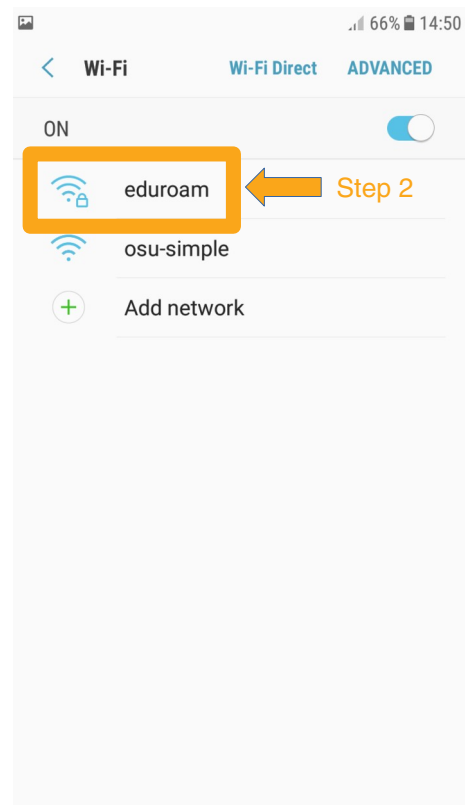 66% 14:50
Wi-Fi Wi-Fi Direct ADVANCED
ON
eduroam Step 2
osu-simple
Add network